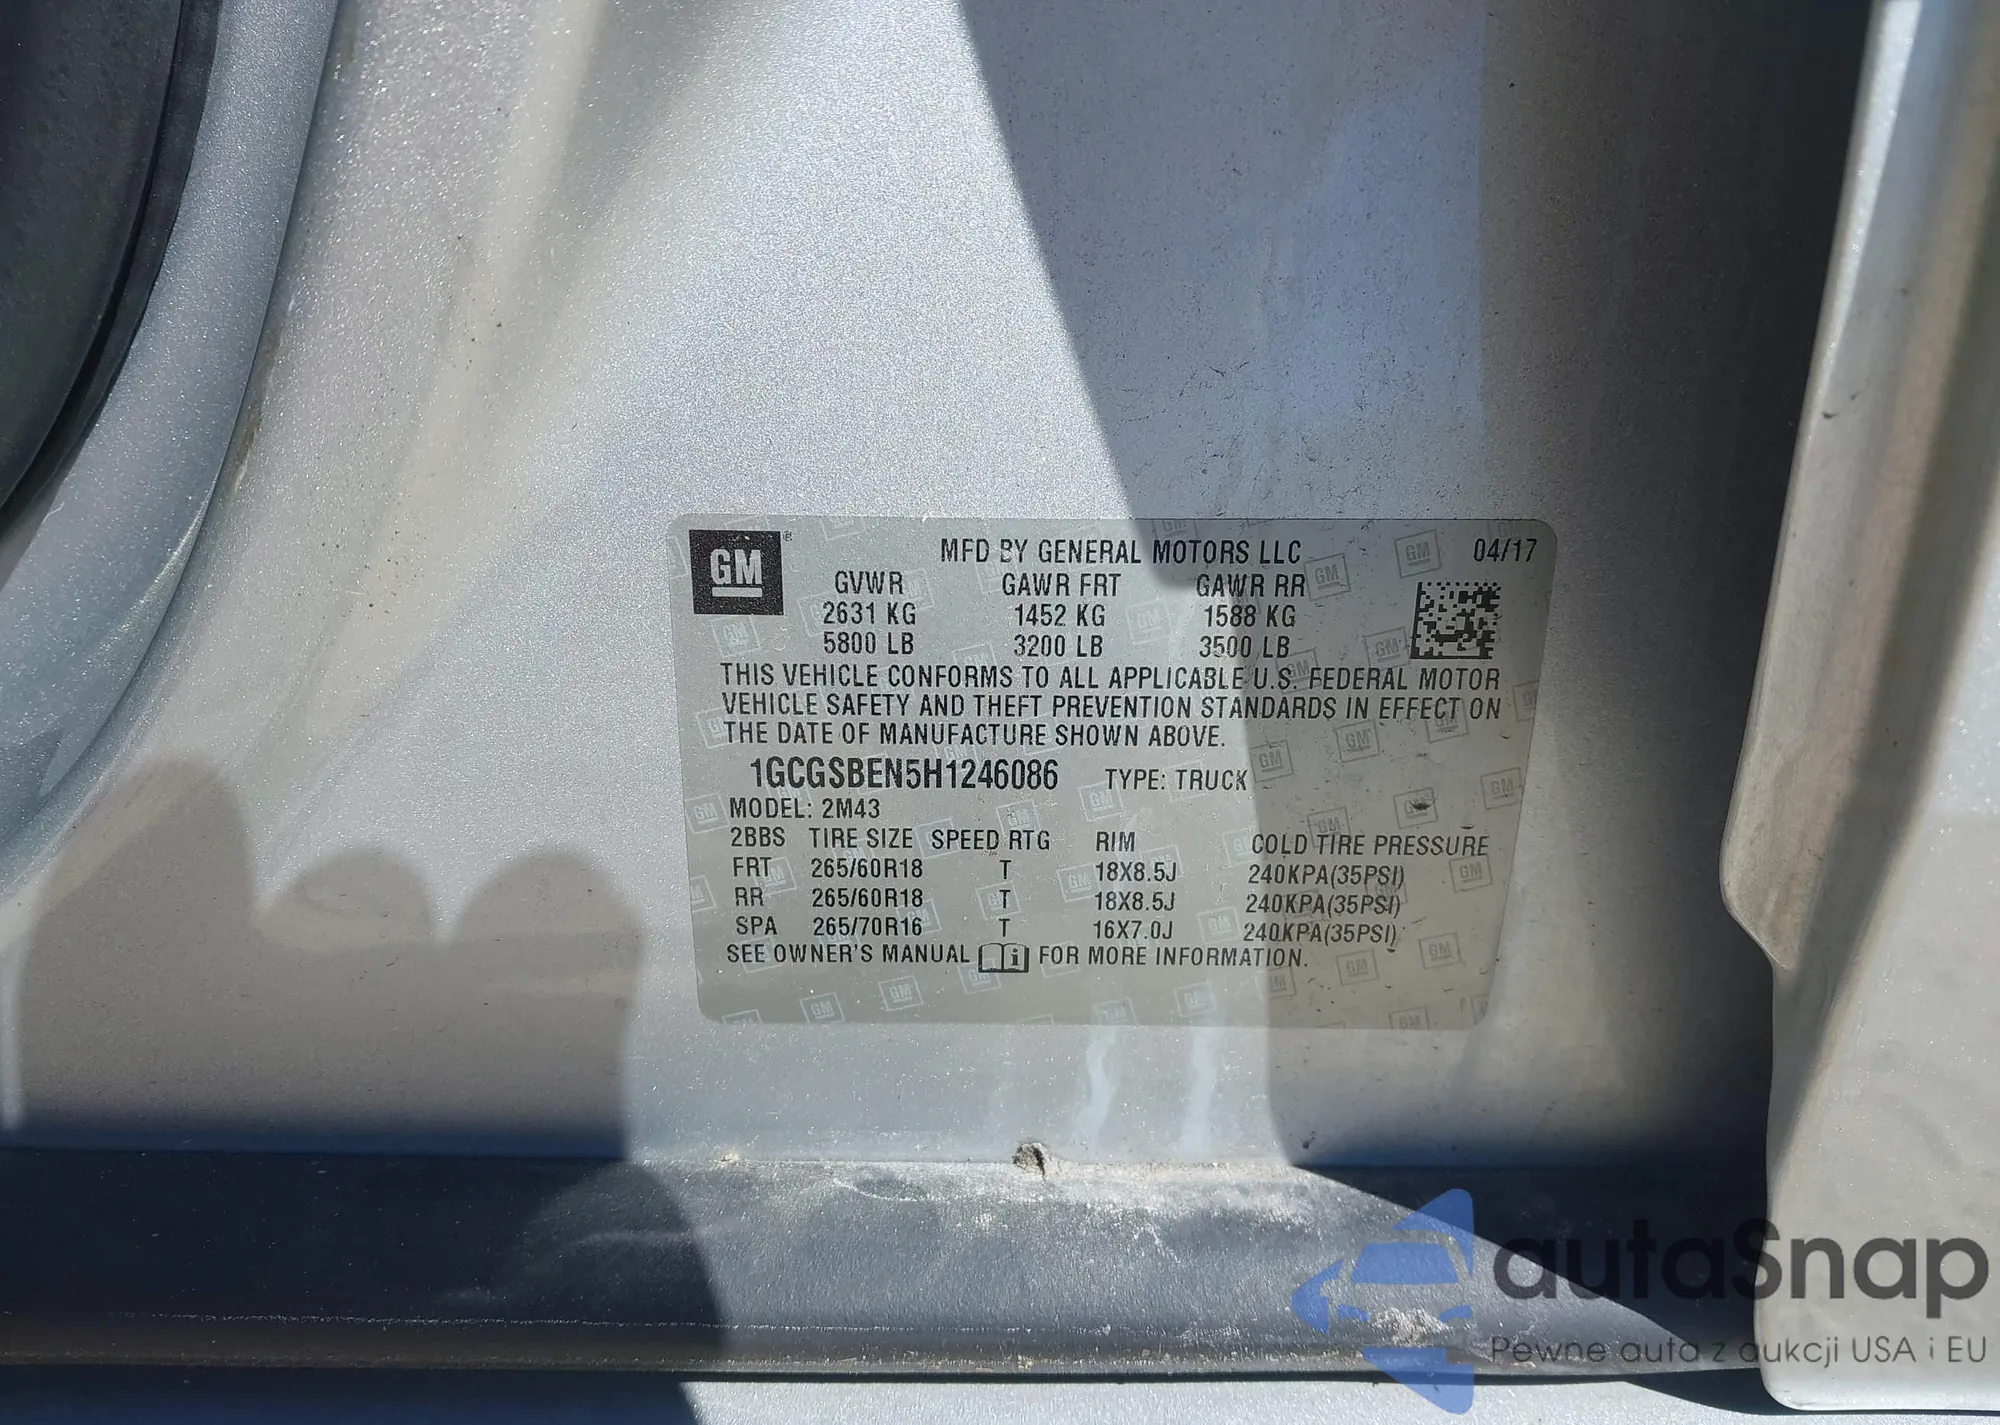 GM ®
MFD BY GENERAL MOTORS LLC 04/17
GVWR GAWR FRT GAWR RR
2631 KG 1452 KG 1588 KG
5800 LB 3200 LB 3500 LB
THIS VEHICLE CONFORMS TO ALL APPLICABLE U.S. FEDERAL MOTOR
VEHICLE SAFETY AND THEFT PREVENTION STANDARDS IN EFFECT ON
THE DATE OF MANUFACTURE SHOWN ABOVE.
1GCGSBEN5H1246086 TYPE: TRUCK
MODEL: 2M43
2BBS TIRE SIZE SPEED RTG RIM COLD TIRE PRESSURE
FRT 265/60R18 T 18X8.5J 240KPA(35PSI)
RR 265/60R18 T 18X8.5J 240KPA(35PSI)
SPA 265/70R16 T 16X7.0J 240KPA(35PSI)
SEE OWNER'S MANUAL i FOR MORE INFORMATION.
autaSnap
Pewne auta z aukcji USA i EU